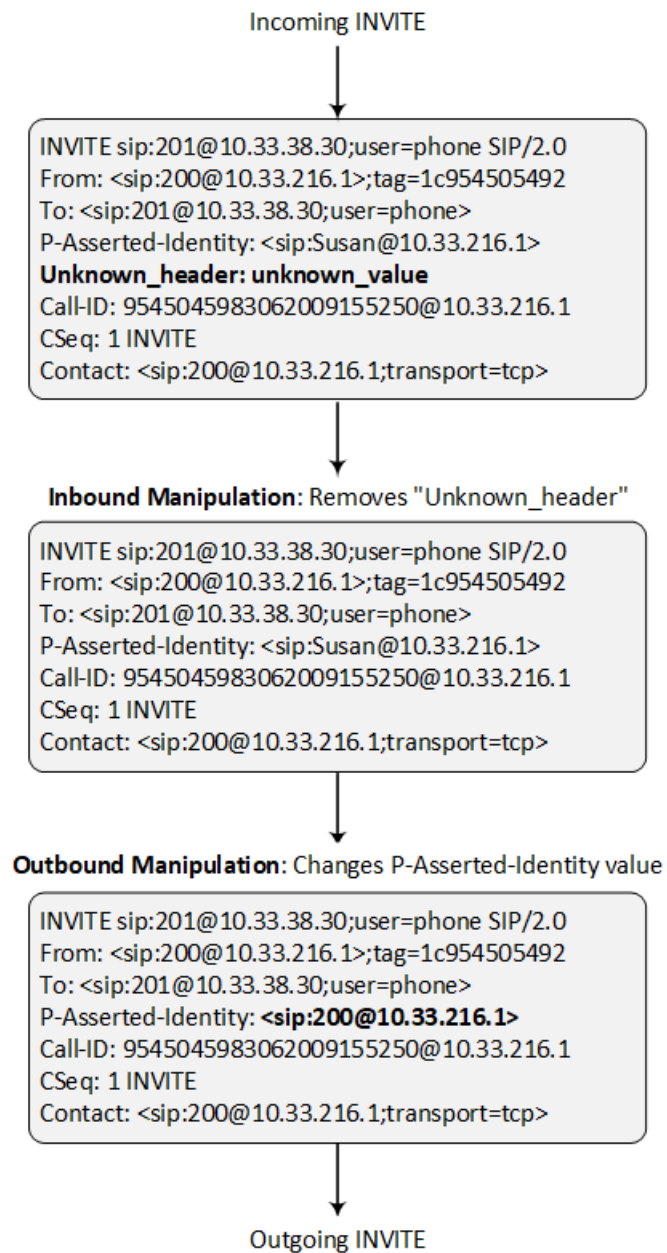 Incoming INVITE
INVITE sip:201@10.33.38.30;user=phone SIP/2.0
From: <sip:200@10.33.216.1>;tag=1c954505492
To: <sip:201@10.33.38.30;user=phone>
P-Asserted-Identity: <sip:Susan@10.33.216.1>
Unknown_header: unknown_value
Call-ID: 9545045983062009155250@10.33.216.1
CSeq: 1 INVITE
Contact: <sip:200@10.33.216.1;transport=tcp>
Inbound Manipulation: Removes "Unknown_header"
INVITE sip:201@10.33.38.30;user=phone SIP/2.0
From: <sip:200@10.33.216.1>;tag=1c954505492
To: <sip:201@10.33.38.30;user=phone>
P-Asserted-Identity: <sip:Susan@10.33.216.1>
Call-ID: 9545045983062009155250@10.33.216.1
CSeq: 1 INVITE
Contact: <sip:200@10.33.216.1;transport=tcp>
Outbound Manipulation: Changes P-Asserted-Identity value
INVITE sip:201@10.33.38.30;user=phone SIP/2.0
From: <sip:200@10.33.216.1>;tag=1c954505492
To: <sip:201@10.33.38.30;user=phone>
P-Asserted-Identity: <sip:200@10.33.216.1>
Call-ID: 9545045983062009155250@10.33.216.1
CSeq: 1 INVITE
Contact: <sip:200@10.33.216.1;transport=tcp>
Outgoing INVITE